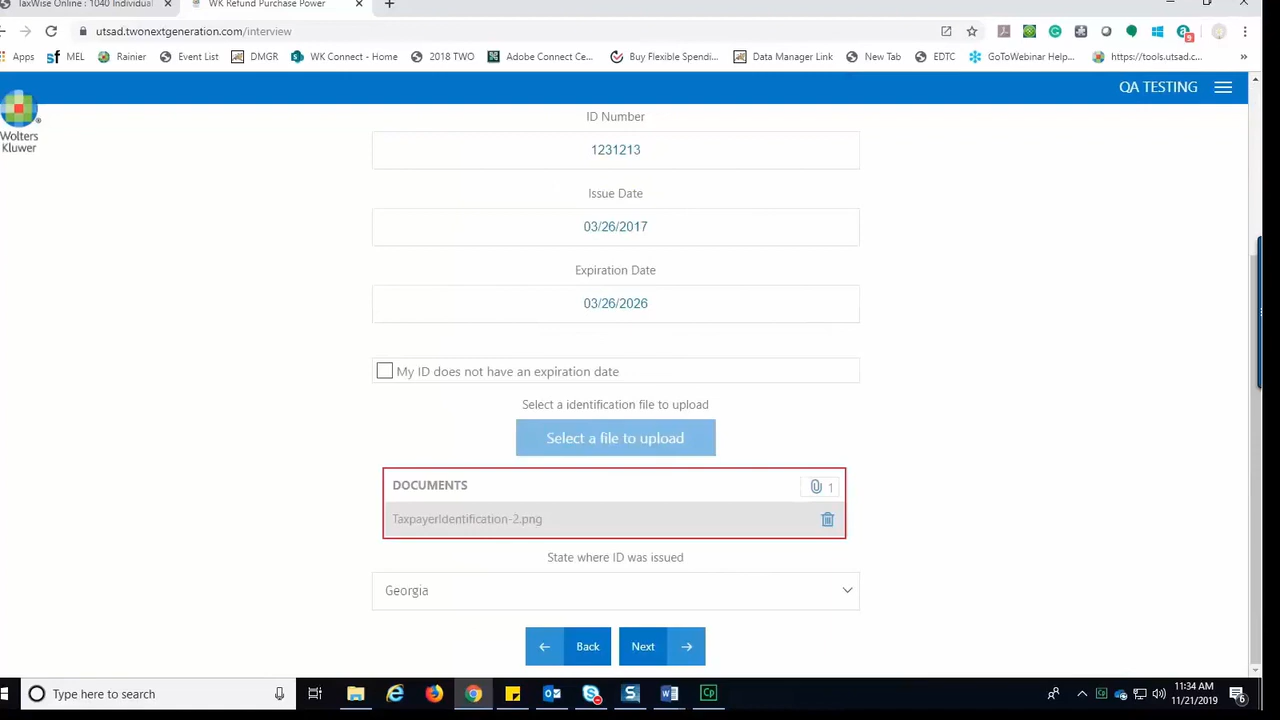 TaxWise Online : 1040 Individual
WK Refund Purchase Power
utsad.twonextgeneration.com/interview
Apps
MEL
Rainier
Event List
DMGR
WK Connect - Home
2018 TWO
Adobe Connect Ce...
Buy Flexible Spendi...
Data Manager Link
New Tab
EDTC
GoToWebinar Help...
https://tools.utsad.c...
»
QA TESTING
Wolters
Kluwer
ID Number
1231213
Issue Date
03/26/2017
Expiration Date
03/26/2026
My ID does not have an expiration date
Select a identification file to upload
Select a file to upload
DOCUMENTS
1
TaxpayerIdentification-2.png
State where ID was issued
Georgia
Back
Next
Type here to search
11:34 AM
11/21/2019
6